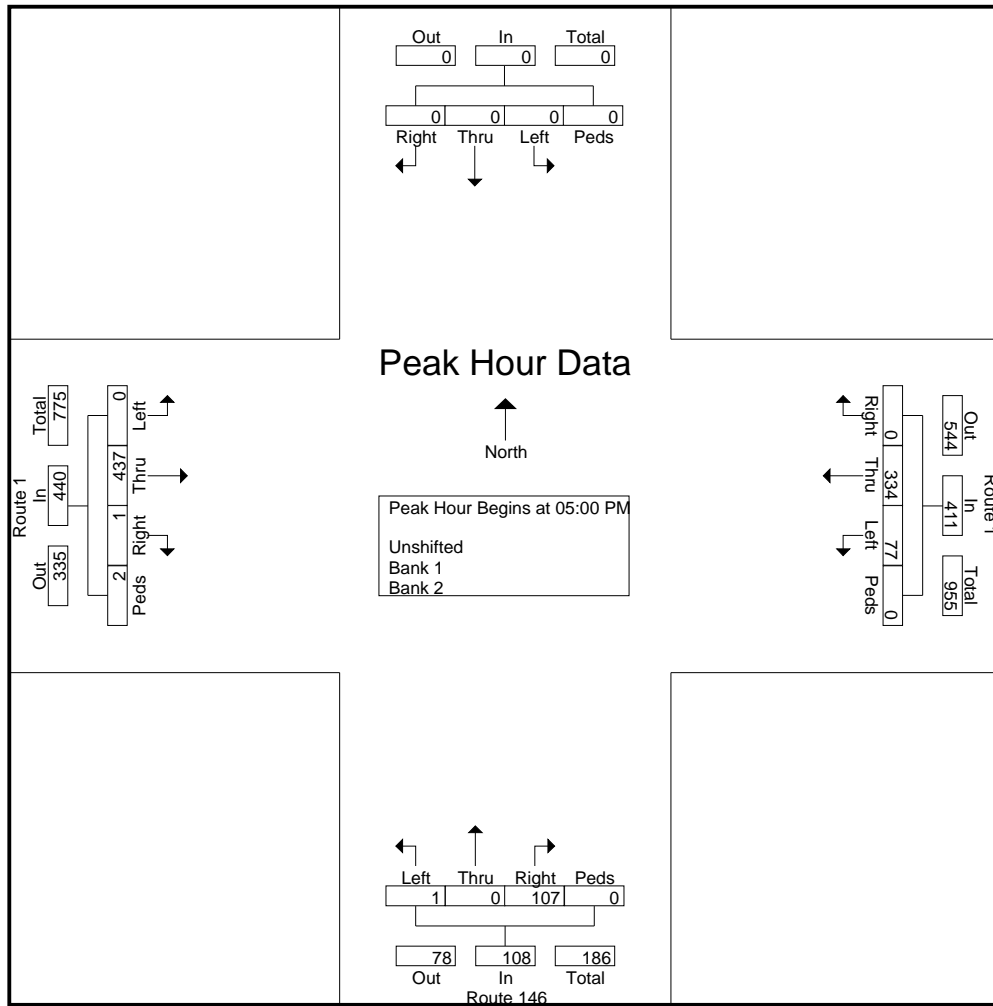 Out In Total
0 0 0
0 0 0 0
Right Thru Left Peds
Peak Hour Data
North
Peak Hour Begins at 05:00 PM
Unshifted
Bank 1
Bank 2
Route 1
Total In Out
775 440 335
0 437 1 2
Left Thru Right Peds
Right Thru Left Peds
0 334 77 0
544 411 955
Out In Total
Route 1
Left Thru Right Peds
1 0 107 0
78 108 186
Out In Total
Route 146